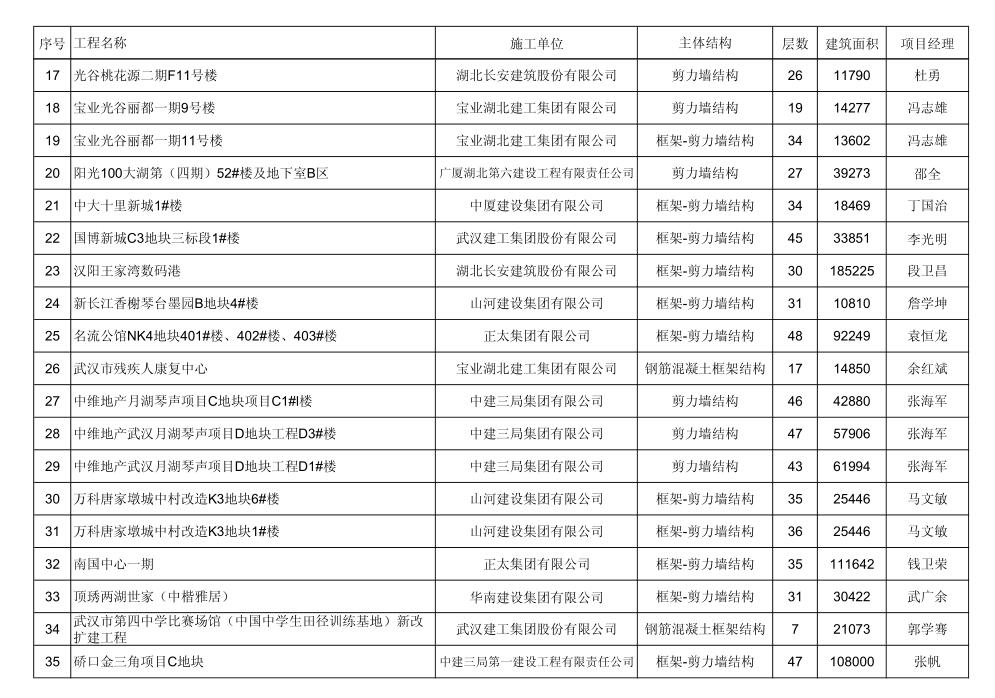 序号 工程名称 施工单位 主体结构 层数 建筑面积 项目经理
17 光谷桃花源二期F11号楼 湖北长安建筑股份有限公司 剪力墙结构 26 11790 杜勇
18 宝业光谷丽都一期9号楼 宝业湖北建工集团有限公司 剪力墙结构 19 14277 冯志雄
19 宝业光谷丽都一期11号楼 宝业湖北建工集团有限公司 框架-剪力墙结构 34 13602 冯志雄
20 阳光100大湖第（四期）52#楼及地下室B区 广厦湖北第六建设工程有限责任公司 剪力墙结构 27 39273 邵全
21 中大十里新城1#楼 中厦建设集团有限公司 框架-剪力墙结构 34 18469 丁国治
22 国博新城C3地块三标段1#楼 武汉建工集团股份有限公司 框架-剪力墙结构 45 33851 李光明
23 汉阳王家湾数码港 湖北长安建筑股份有限公司 框架-剪力墙结构 30 185225 段卫昌
24 新长江香榭琴台墨园B地块4#楼 山河建设集团有限公司 框架-剪力墙结构 31 10810 詹学坤
25 名流公馆NK4地块401#楼、402#楼、403#楼 正太集团有限公司 框架-剪力墙结构 48 92249 袁恒龙
26 武汉市残疾人康复中心 宝业湖北建工集团有限公司 钢筋混凝土框架结构 17 14850 余红斌
27 中维地产月湖琴声项目C地块项目C1#l楼 中建三局集团有限公司 剪力墙结构 46 42880 张海军
28 中维地产武汉月湖琴声项目D地块工程D3#楼 中建三局集团有限公司 剪力墙结构 47 57906 张海军
29 中维地产武汉月湖琴声项目D地块工程D1#楼 中建三局集团有限公司 剪力墙结构 43 61994 张海军
30 万科唐家墩城中村改造K3地块6#楼 山河建设集团有限公司 框架-剪力墙结构 35 25446 马文敏
31 万科唐家墩城中村改造K3地块1#楼 山河建设集团有限公司 框架-剪力墙结构 36 25446 马文敏
32 南国中心一期 正太集团有限公司 框架-剪力墙结构 35 111642 钱卫荣
33 顶琇两湖世家（中楷雅居） 华南建设集团有限公司 框架-剪力墙结构 31 30422 武广余
34 武汉市第四中学比赛场馆（中国中学生田径训练基地）新改
扩建工程 武汉建工集团股份有限公司 钢筋混凝土框架结构 7 21073 郭学骞
35 硚口金三角项目C地块 中建三局第一建设工程有限责任公司 框架-剪力墙结构 47 108000 张帆